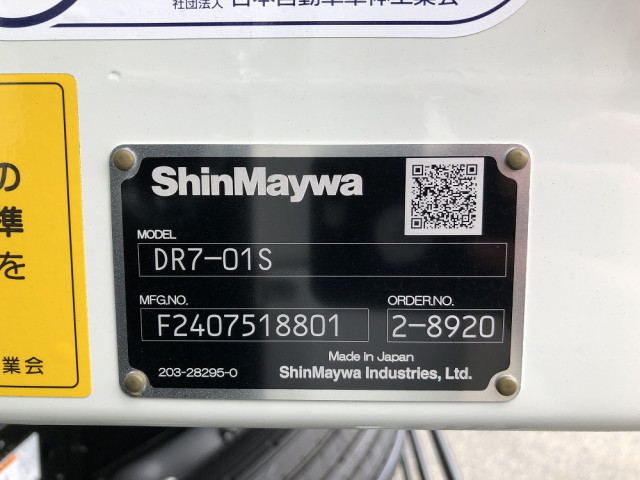 社団法人 日本自動車車体工業会
の
準
を
業会
ShinMaywa
MODEL
DR7-01S
MFG.NO. ORDER.NO.
F2407518801 2-8920
Made in Japan
203-28295-0 ShinMaywa Industries, Ltd.